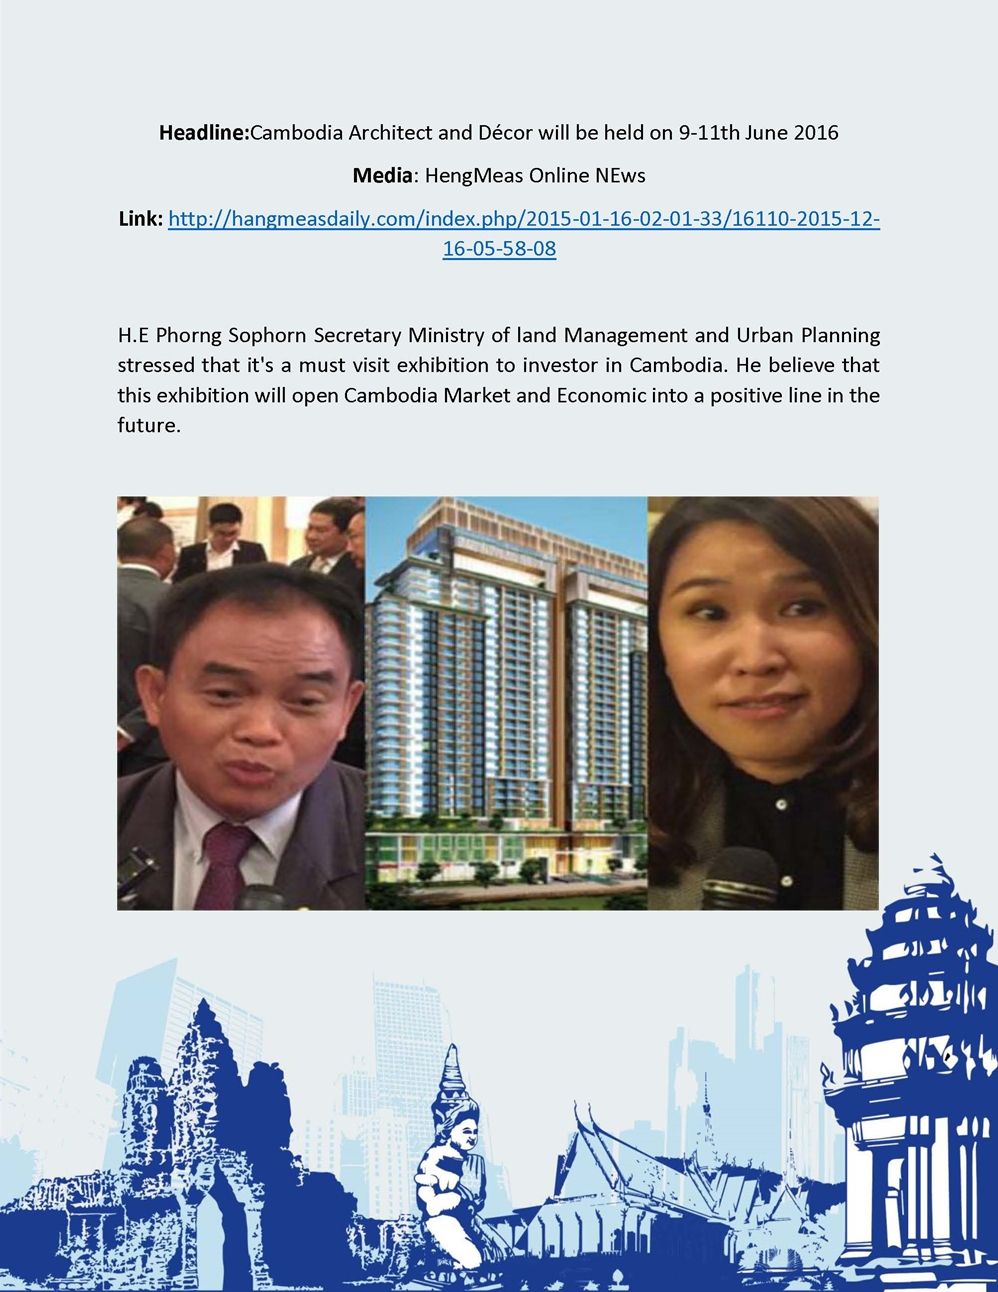 Headline:Cambodia Architect and Décor will be held on 9-11th June 2016
Media: HengMeas Online NEws
Link: http://hangmeasdaily.com/index.php/2015-01-16-02-01-33/16110-2015-12-
16-05-58-08
H.E Phorng Sophorn Secretary Ministry of land Management and Urban Planning
stressed that it's a must visit exhibition to investor in Cambodia. He believe that
this exhibition will open Cambodia Market and Economic into a positive line in the
future.